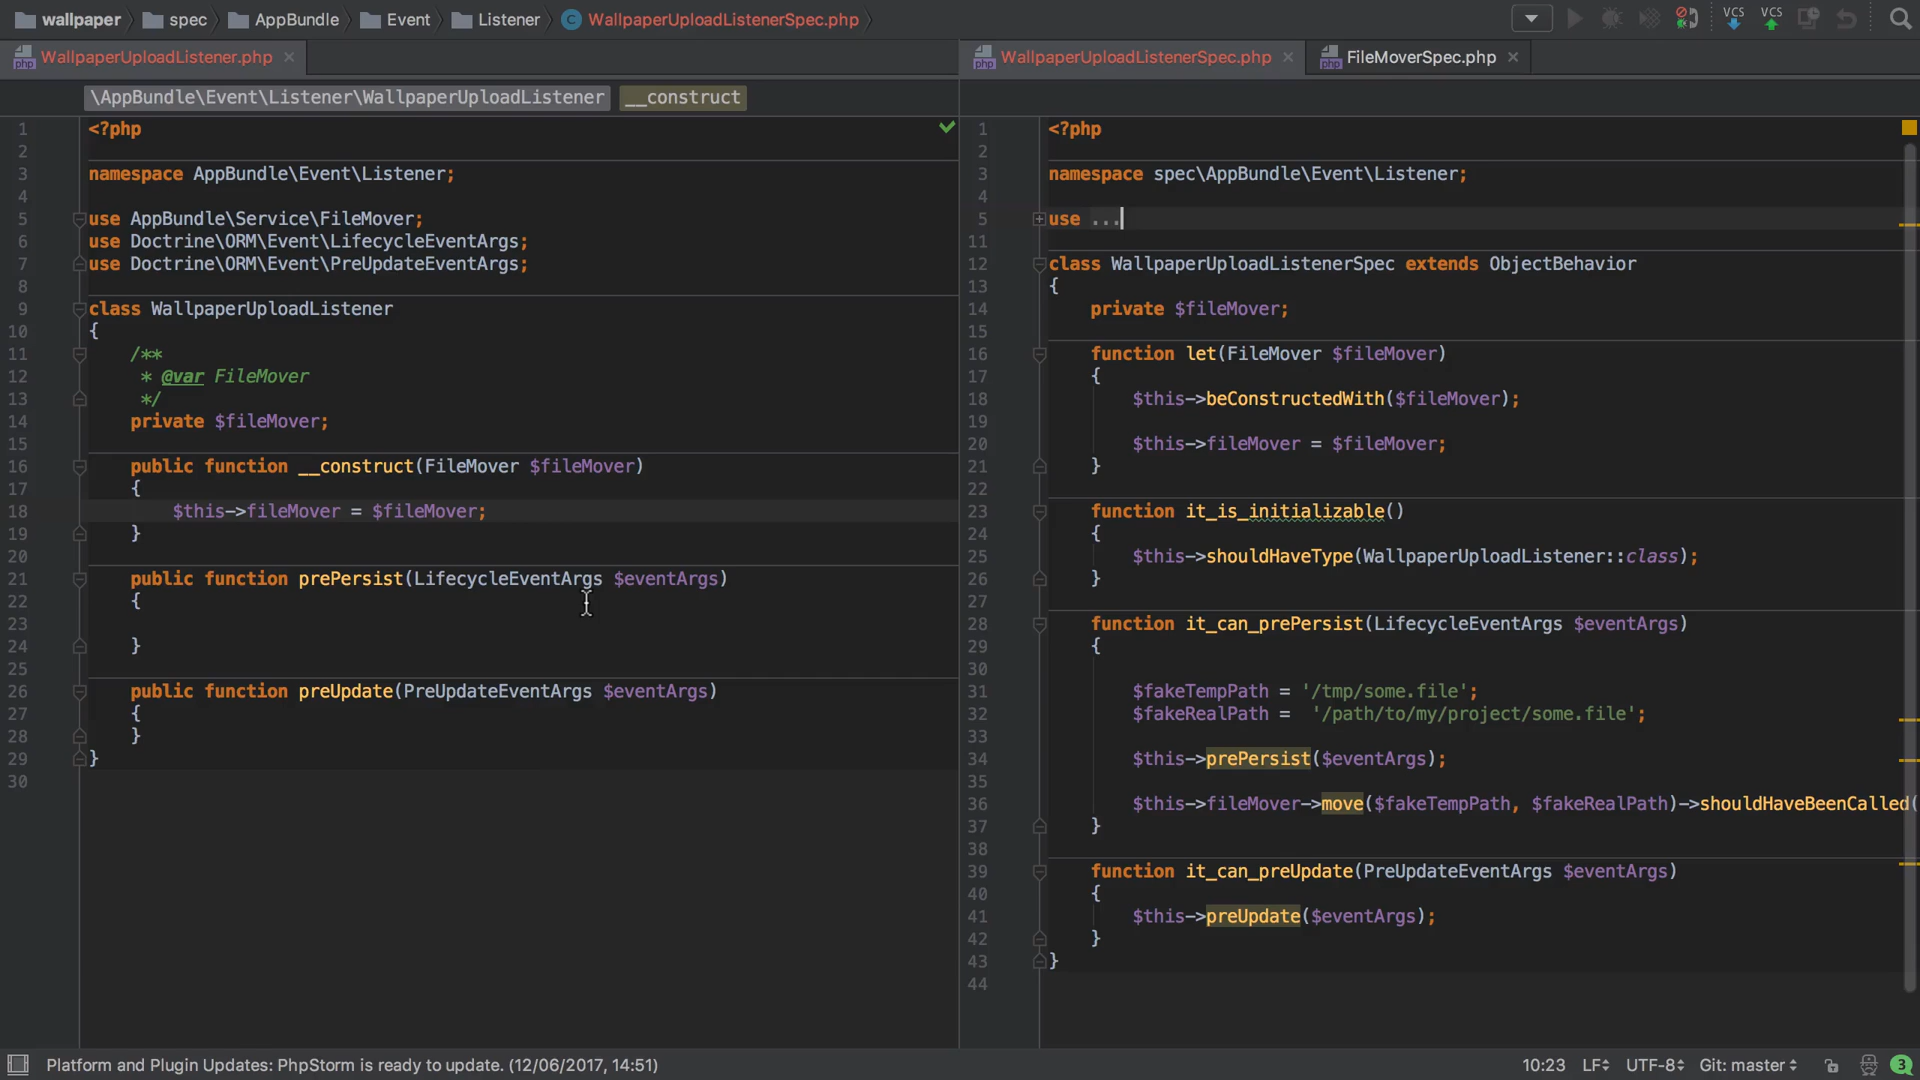 wallpaper spec AppBundle Event Listener WallpaperUploadListenerSpec.php
VCS VCS
WallpaperUploadListener.php
WallpaperUploadListenerSpec.php FileMoverSpec.php
\AppBundle\Event\Listener\WallpaperUploadListener __construct
1 <?php
2
3 namespace AppBundle\Event\Listener;
4
5 use AppBundle\Service\FileMover;
6 use Doctrine\ORM\Event\LifecycleEventArgs;
7 use Doctrine\ORM\Event\PreUpdateEventArgs;
8
9 class WallpaperUploadListener
10 {
11 /**
12 * @var FileMover
13 */
14 private $fileMover;
15
16 public function __construct(FileMover $fileMover)
17 {
18 $this->fileMover = $fileMover;
19 }
20
21 public function prePersist(LifecycleEventArgs $eventArgs)
22 {
23
24 }
25
26 public function preUpdate(PreUpdateEventArgs $eventArgs)
27 {
28 }
29 }
30
1 <?php
2
3 namespace spec\AppBundle\Event\Listener;
4
5 use ...
11
12 class WallpaperUploadListenerSpec extends ObjectBehavior
13 {
14 private $fileMover;
15
16 function let(FileMover $fileMover)
17 {
18 $this->beConstructedWith($fileMover);
19
20 $this->fileMover = $fileMover;
21 }
22
23 function it_is_initializable()
24 {
25 $this->shouldHaveType(WallpaperUploadListener::class);
26 }
27
28 function it_can_prePersist(LifecycleEventArgs $eventArgs)
29 {
30
31 $fakeTempPath = '/tmp/some.file';
32 $fakeRealPath = '/path/to/my/project/some.file';
33
34 $this->prePersist($eventArgs);
35
36 $this->fileMover->move($fakeTempPath, $fakeRealPath)->shouldHaveBeenCalled(
37 }
38
39 function it_can_preUpdate(PreUpdateEventArgs $eventArgs)
40 {
41 $this->preUpdate($eventArgs);
42 }
43 }
44
Platform and Plugin Updates: PhpStorm is ready to update. (12/06/2017, 14:51) 10:23 LF UTF-8 Git: master 3